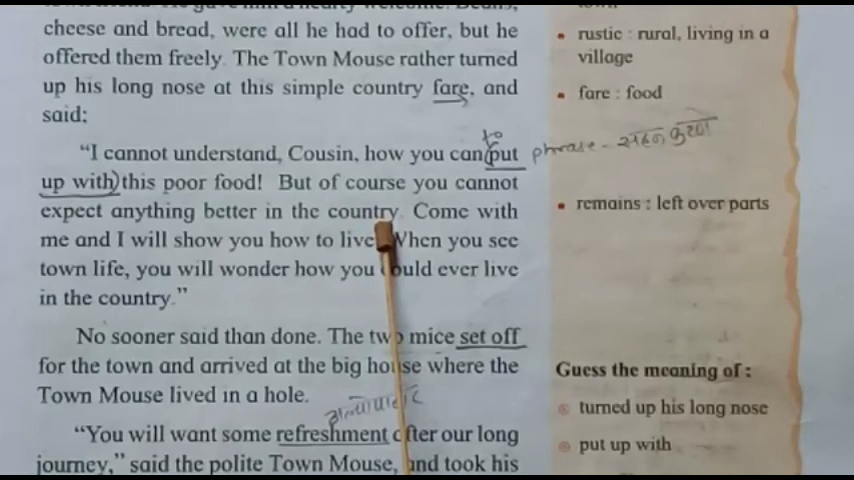 cheese and bread, were all he had to offer, but he
offered them freely. The Town Mouse rather turned
up his long nose at this simple country fare, and
said:
to
"I cannot understand, Cousin, how you can put
up with this poor food! But of course you cannot
expect anything better in the country. Come with
me and I will show you how to live. When you see
town life, you will wonder how you could ever live
in the country."
No sooner said than done. The two mice set off
for the town and arrived at the big house where the
Town Mouse lived in a hole.
"You will want some refreshment after our long
journey," said the polite Town Mouse, and took his
rustic : rural, living in a
village
fare : food
phrase - सहन करना
remains : left over parts
Guess the meaning of :
turned up his long nose
put up with